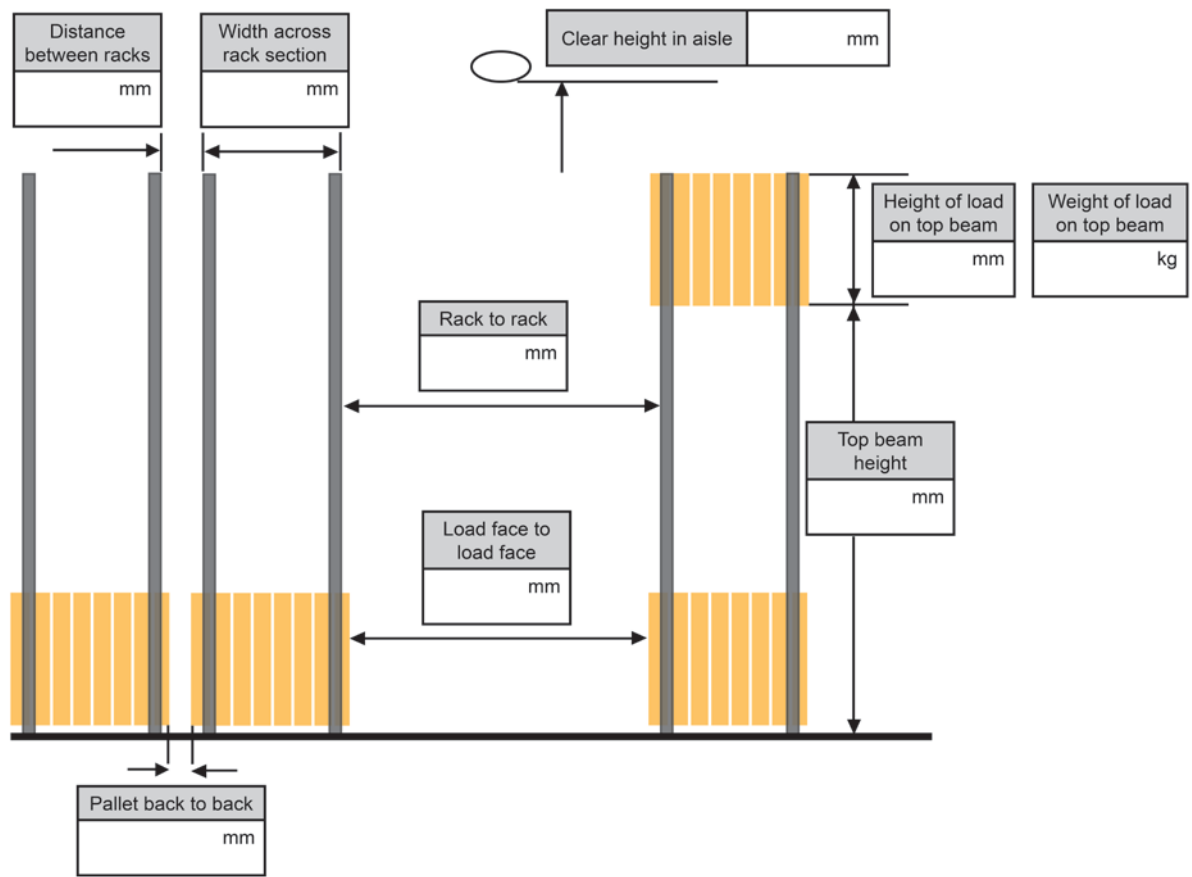 Distance
between racks
mm
Width across
rack section
mm
Clear height in aisle
mm
Height of load
on top beam
mm
Weight of load
on top beam
kg
Rack to rack
mm
Top beam
height
mm
Load face to
load face
mm
Pallet back to back
mm